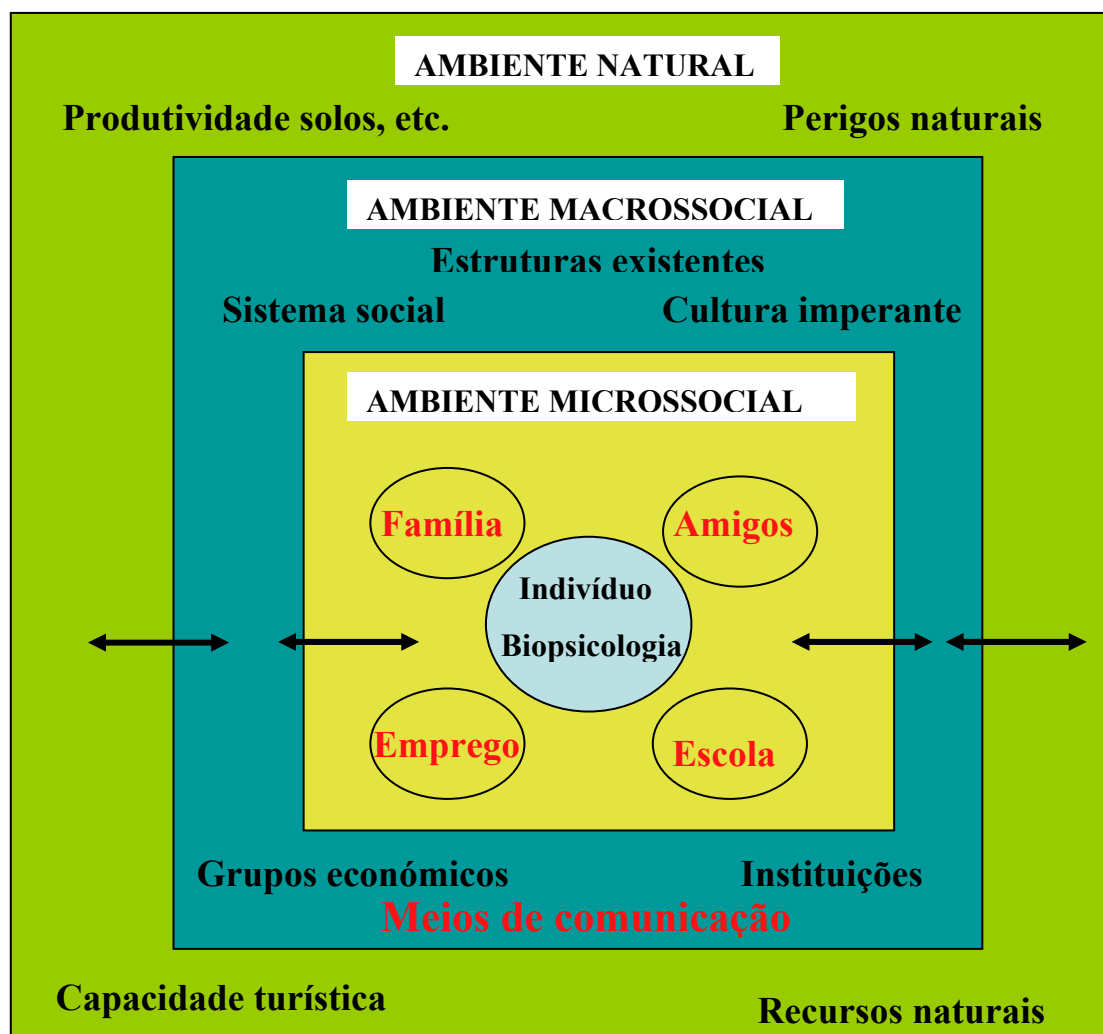 AMBIENTE NATURAL
Produtividade solos, etc.
Perigos naturais
AMBIENTE MACROSSOCIAL
Estruturas existentes
Sistema social
Cultura imperante
AMBIENTE MICROSSOCIAL
Família
Amigos
Indivíduo
Biopsicologia
Emprego
Escola
Grupos económicos
Instituições
Meios de comunicação
Capacidade turística
Recursos naturais